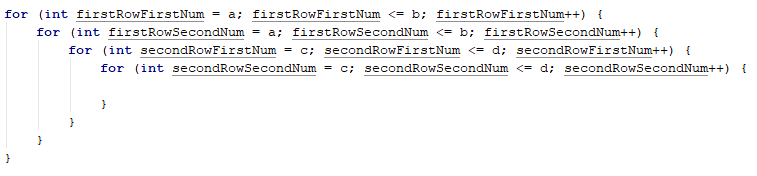 for (int firstRowFirstNum = a; firstRowFirstNum <= b; firstRowFirstNum++) {
    for (int firstRowSecondNum = a; firstRowSecondNum <= b; firstRowSecondNum++) {
        for (int secondRowFirstNum = c; secondRowFirstNum <= d; secondRowFirstNum++) {
            for (int secondRowSecondNum = c; secondRowSecondNum <= d; secondRowSecondNum++) {
            }
        }
    }
}